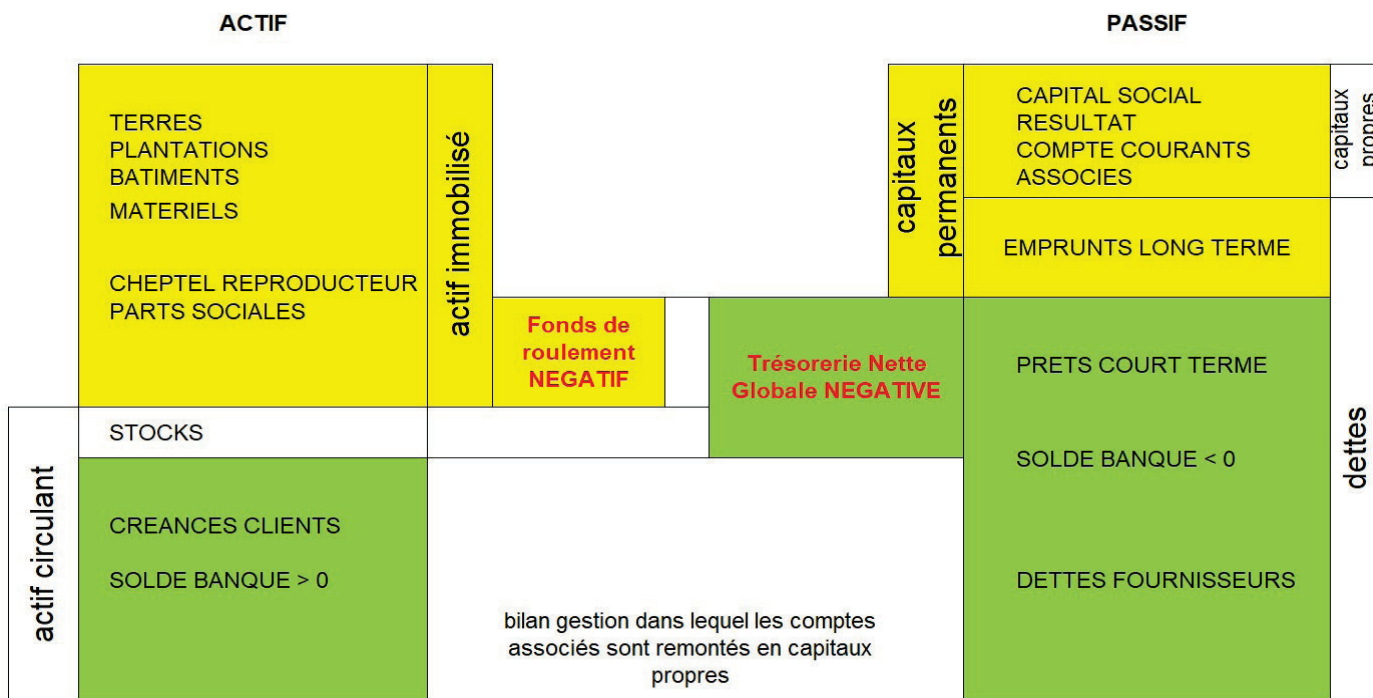 ACTIF
PASSIF
TERRES
PLANTATIONS
BATIMENTS
MATERIELS
CHEPTEL REPRODUCTEUR
PARTS SOCIALES
actif immobilisé
Fonds de
roulement
NEGATIF
Trésorerie Nette
Globale NEGATIVE
capitaux
permanents
CAPITAL SOCIAL
RESULTAT
COMPTE COURANTS
ASSOCIES
capitaux
propres
EMPRUNTS LONG TERME
PRETS COURT TERME
SOLDE BANQUE < 0
DETTES FOURNISSEURS
dettes
actif circulant
STOCKS
CREANCES CLIENTS
SOLDE BANQUE > 0
bilan gestion dans lequel les comptes
associés sont remontés en capitaux
propres